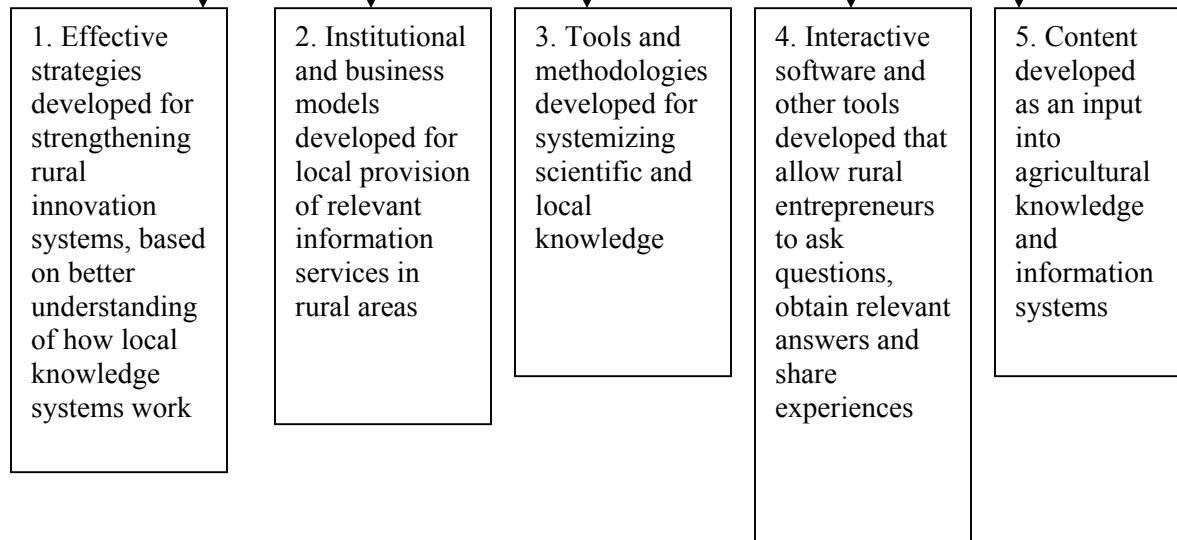 1. Effective
strategies
developed for
strengthening
rural
innovation
systems, based
on better
understanding
of how local
knowledge
systems work
2. Institutional
and business
models
developed for
local provision
of relevant
information
services in
rural areas
3. Tools and
methodologies
developed for
systemizing
scientific and
local
knowledge
4. Interactive
software and
other tools
developed that
allow rural
entrepreneurs
to ask
questions,
obtain relevant
answers and
share
experiences
5. Content
developed
as an input
into
agricultural
knowledge
and
information
systems